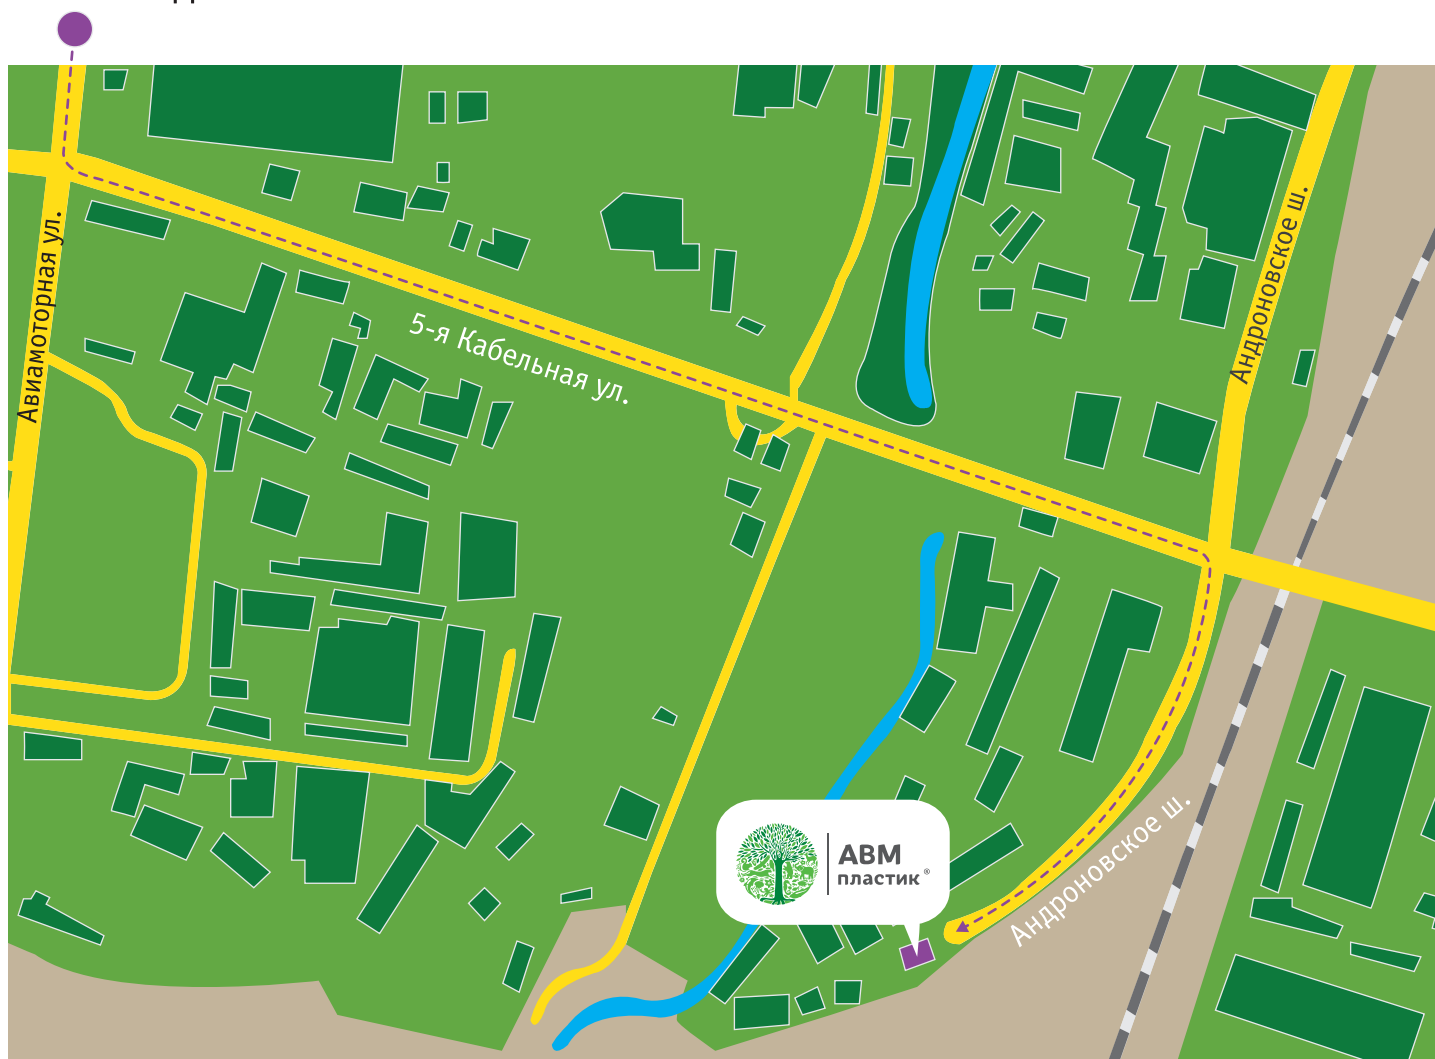 Авиамоторная ул.
5-я Кабельная ул.
Андроновское ш.
АВМ
пластик®
Андроновское ш.